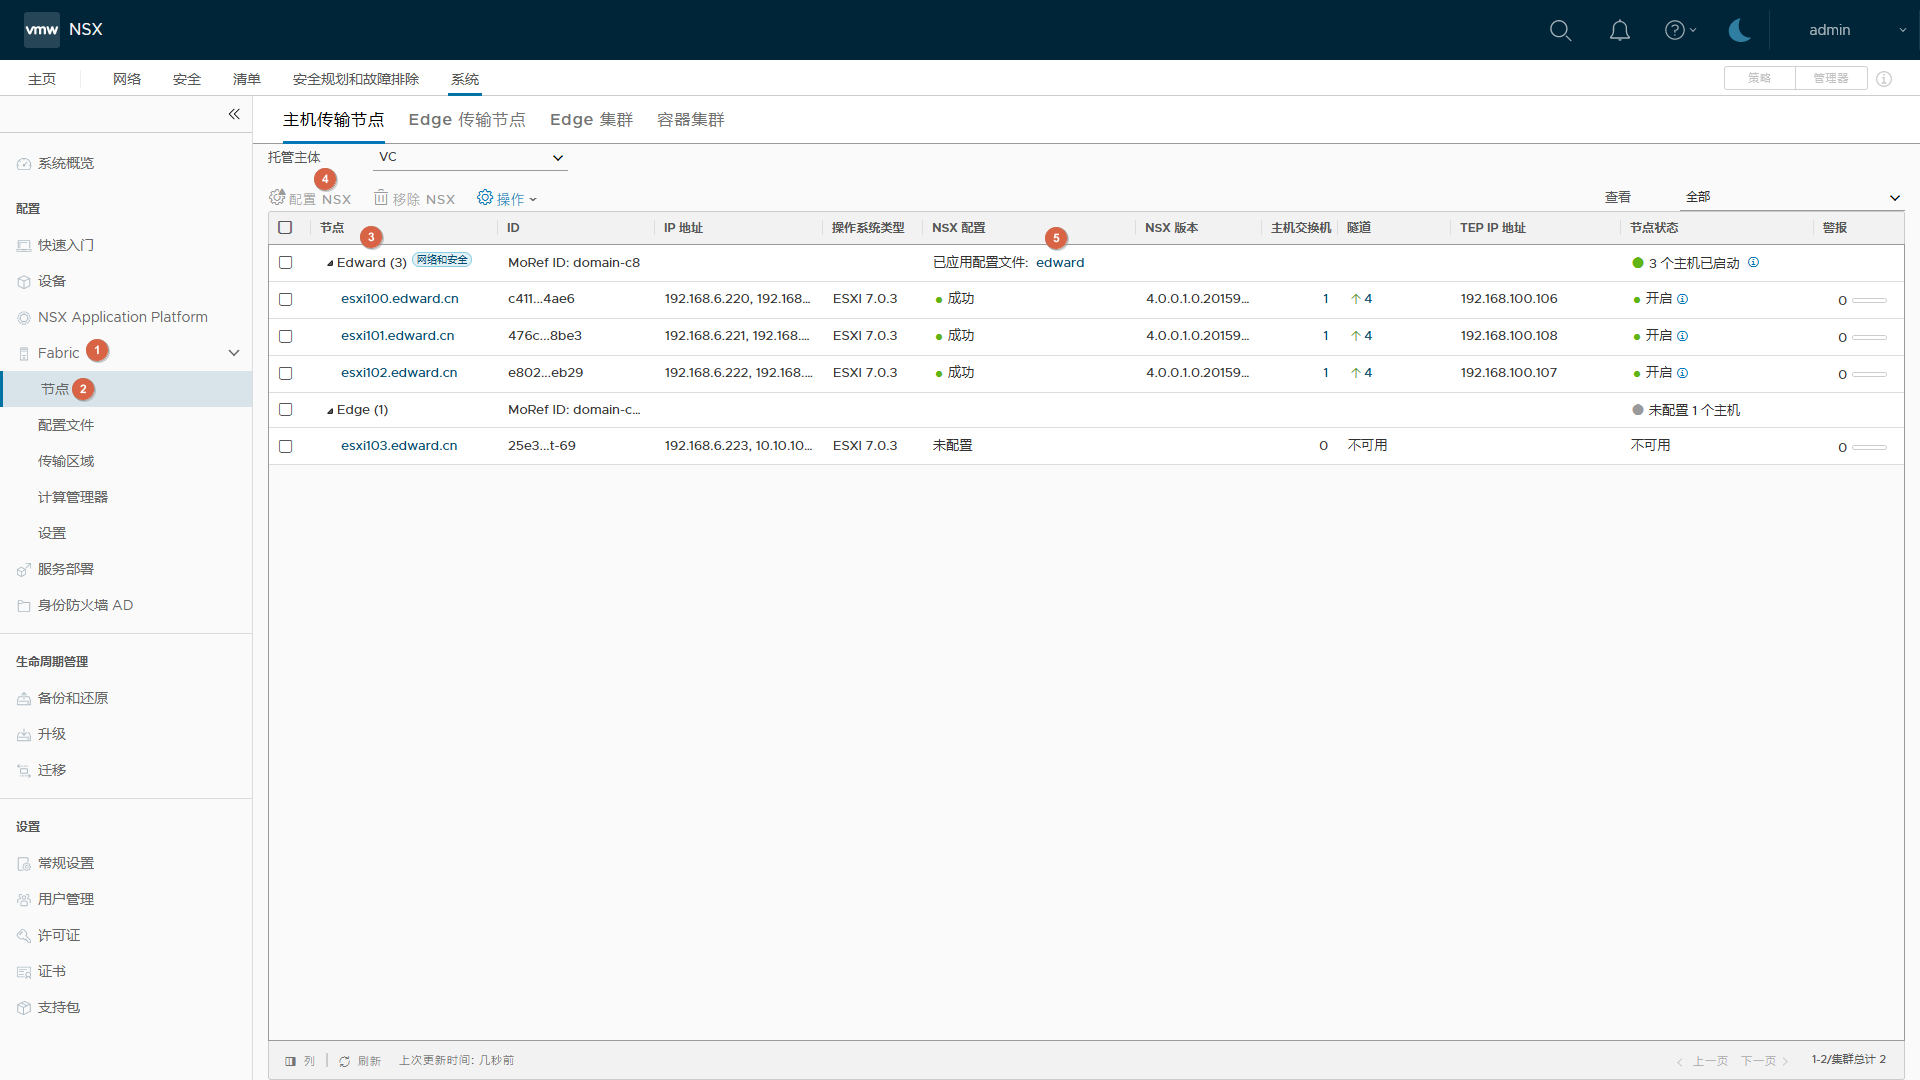 vmw NSX admin
主页 网络 安全 清单 安全规划和故障排除 系统 策略 管理器
主机传输节点 Edge 传输节点 Edge 集群 容器集群
托管主体 VC
4
配置 NSX 移除 NSX 操作 查看 全部
节点 3 ID IP 地址 操作系统类型 NSX 配置 5 NSX 版本 主机交换机 隧道 TEP IP 地址 节点状态 警报
Edward (3) 网络和安全 MoRef ID: domain-c8 已应用配置文件: edward 3 个主机已启动
esxi100.edward.cn c411...4ae6 192.168.6.220, 192.168... ESXI 7.0.3 成功 4.0.0.1.0.20159... 1 4 192.168.100.106 开启 0
esxi101.edward.cn 476c...8be3 192.168.6.221, 192.168.... ESXI 7.0.3 成功 4.0.0.1.0.20159... 1 4 192.168.100.108 开启 0
esxi102.edward.cn e802...eb29 192.168.6.222, 192.168.... ESXI 7.0.3 成功 4.0.0.1.0.20159... 1 4 192.168.100.107 开启 0
Edge (1) MoRef ID: domain-c... 未配置 1 个主机
esxi103.edward.cn 25e3...t-69 192.168.6.223, 10.10.10... ESXI 7.0.3 未配置 0 不可用 不可用 0
列 刷新 上次更新时间: 几秒前 上一页 下一页 1-2/集群总计 2
系统概览
配置
快速入门
设备
NSX Application Platform
Fabric 1
节点 2
配置文件
传输区域
计算管理器
设置
服务部署
身份防火墙 AD
生命周期管理
备份和还原
升级
迁移
设置
常规设置
用户管理
许可证
证书
支持包